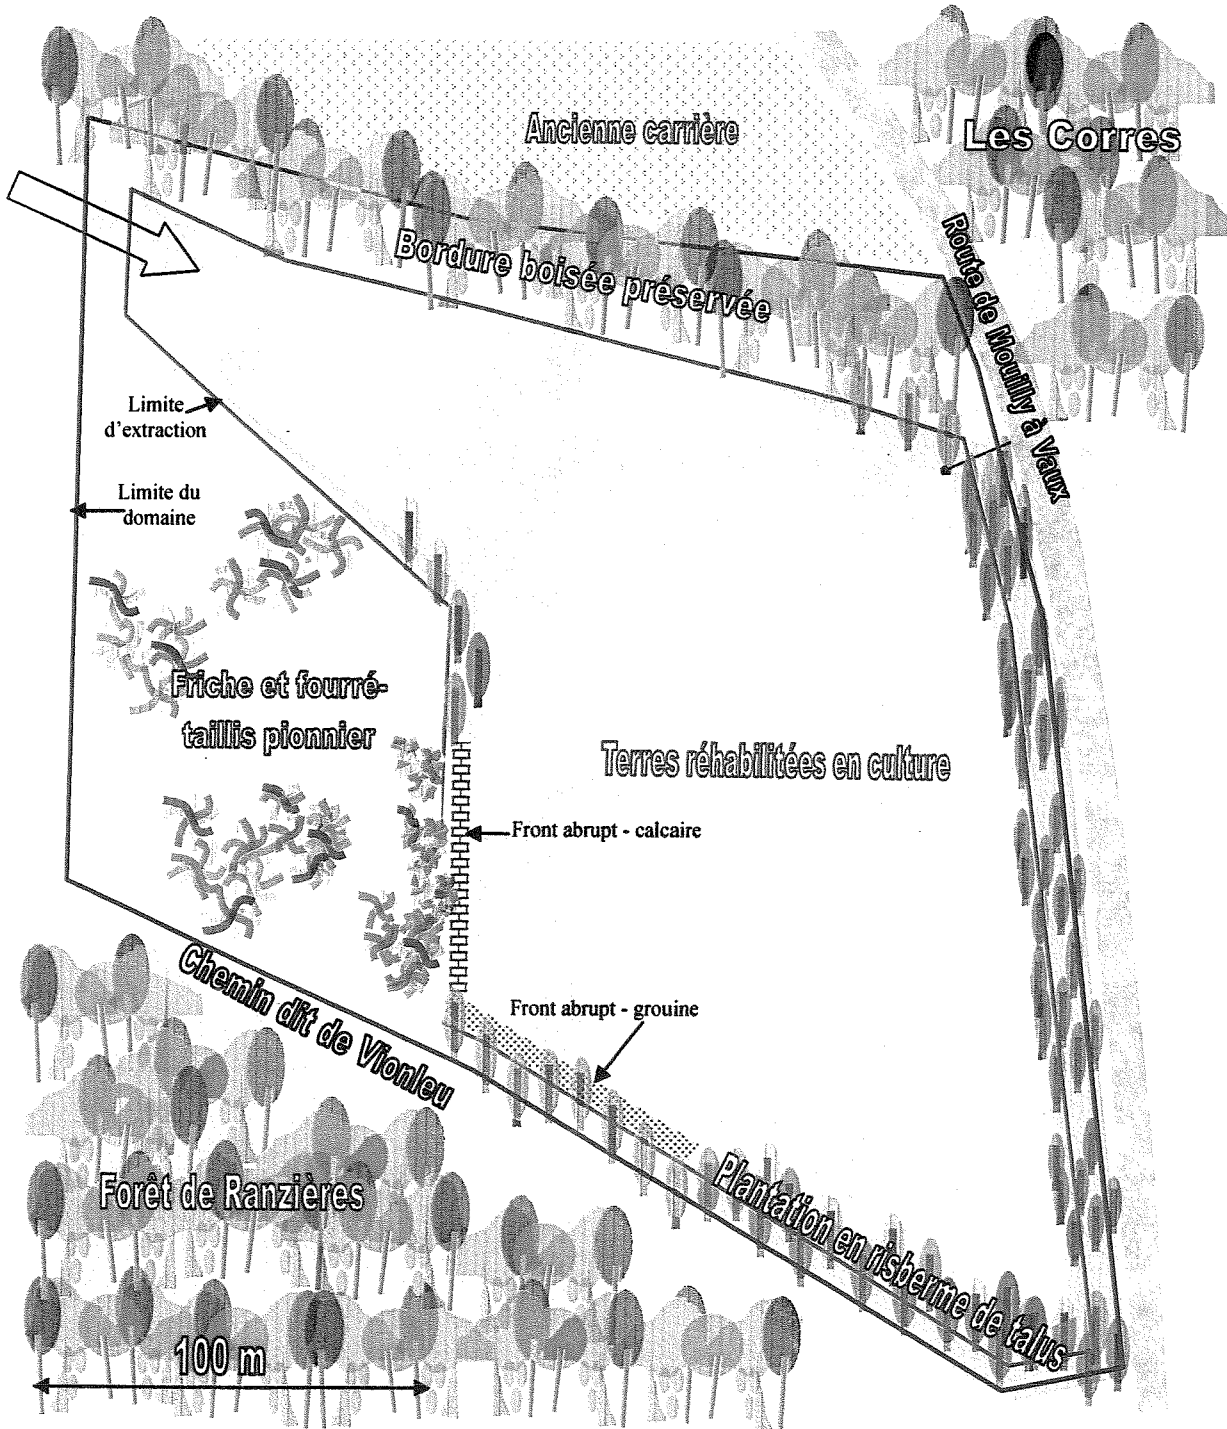 Ancienne carrière
Les Corres
Bordure boisée préservée
Route de Mouilly à Vaux
Limite
d'extraction
Limite du
domaine
Friche et fourré-
taillis pionnier
Terres réhabilitées en culture
Front abrupt - calcaire
Chemin dit de Vionleu
Front abrupt - grouine
Plantation en risberme de talus
Forêt de Ranzières
100 m